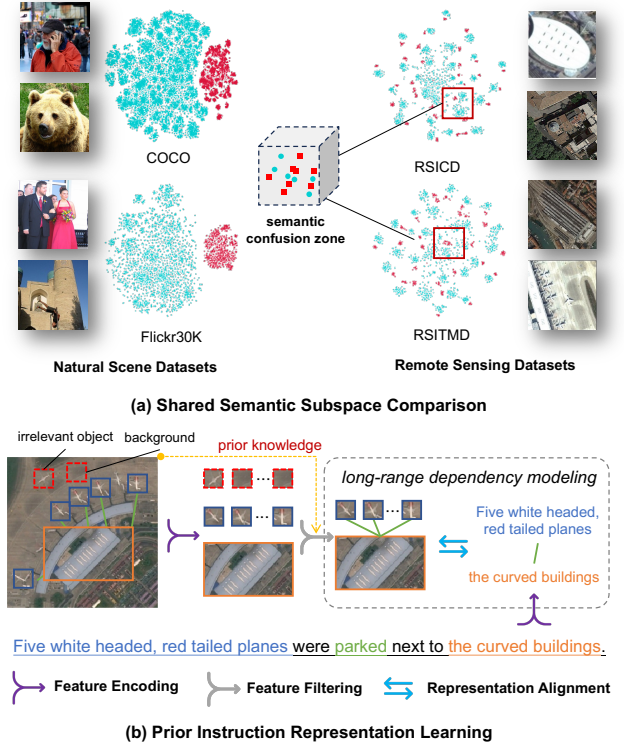 COCO
RSICD
semantic
confusion zone
Flickr30K
RSITMD
Natural Scene Datasets
Remote Sensing Datasets
(a) Shared Semantic Subspace Comparison
irrelevant object
background
prior knowledge
long-range dependency modeling
Five white headed,
red tailed planes
the curved buildings
Five white headed, red tailed planes were parked next to the curved buildings.
Feature Encoding
Feature Filtering
Representation Alignment
(b) Prior Instruction Representation Learning